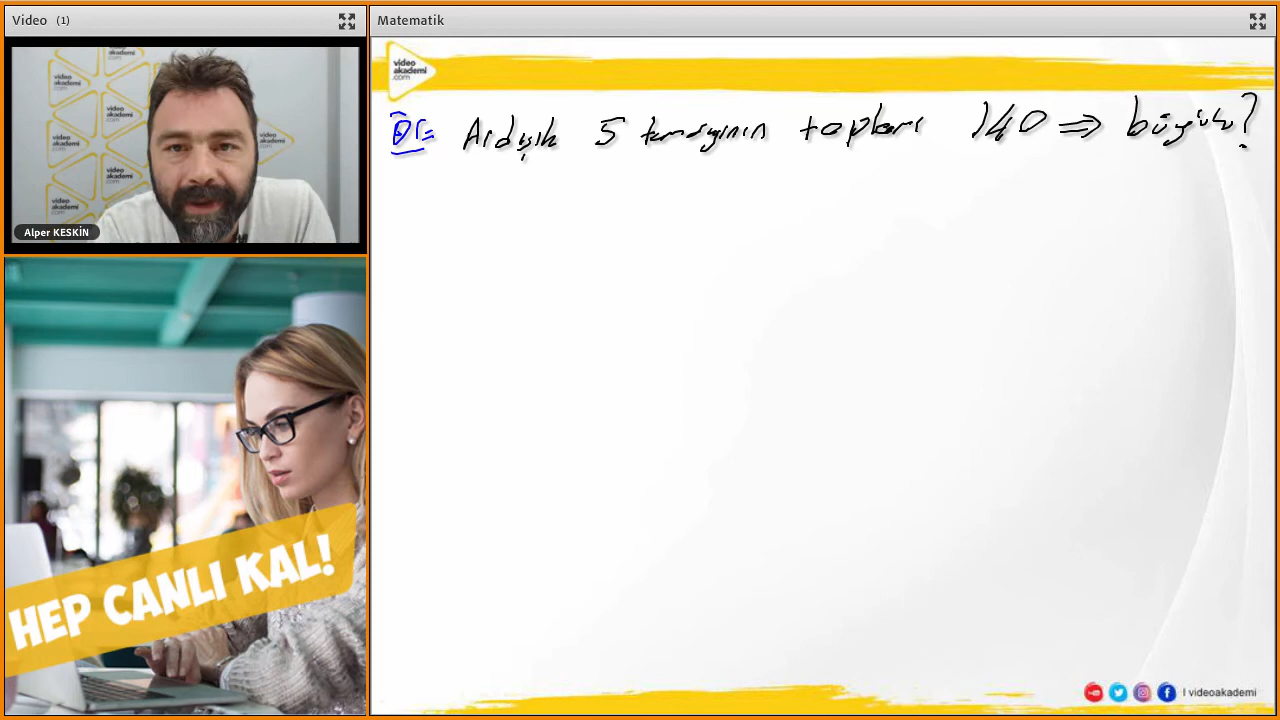 Video (1)
Matematik
video
akademi
.com
Alper KESKİN
video
akademi
.com
Ör: Ardışık 5 tamsayının toplamı 140 ⇒ büyüğü?
HEP CANLI KAL!
| videoakademi